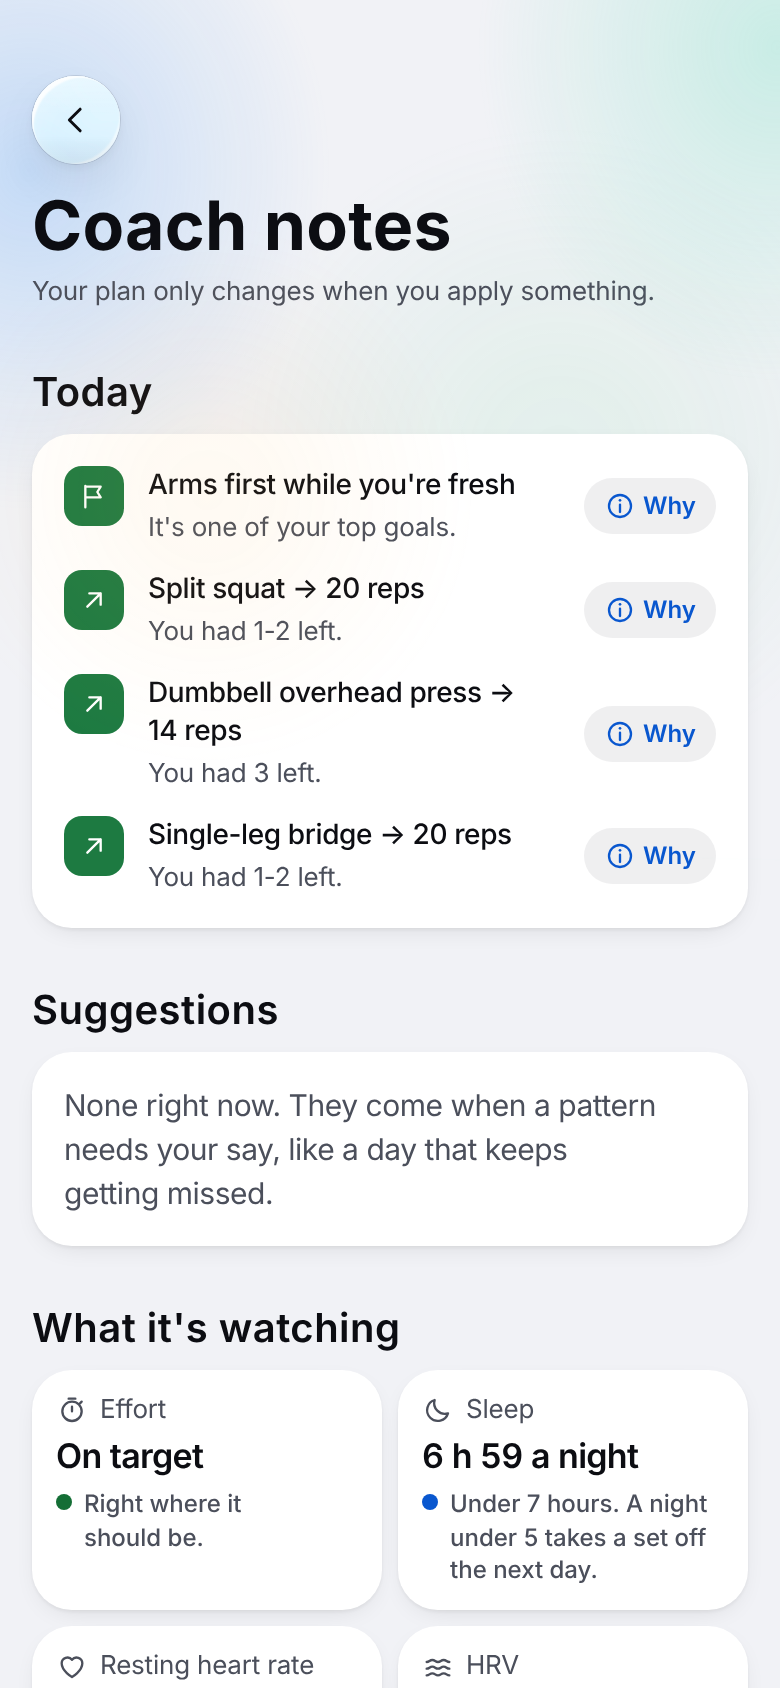 Coach notes
Your plan only changes when you apply something.
Today
Arms first while you're fresh
It's one of your top goals.
Why
Split squat → 20 reps
You had 1-2 left.
Why
Dumbbell overhead press →
14 reps
You had 3 left.
Why
Single-leg bridge → 20 reps
You had 1-2 left.
Why
Suggestions
None right now. They come when a pattern
needs your say, like a day that keeps
getting missed.
What it's watching
Effort
On target
Right where it
should be.
Sleep
6 h 59 a night
Under 7 hours. A night
under 5 takes a set off
the next day.
Resting heart rate
HRV